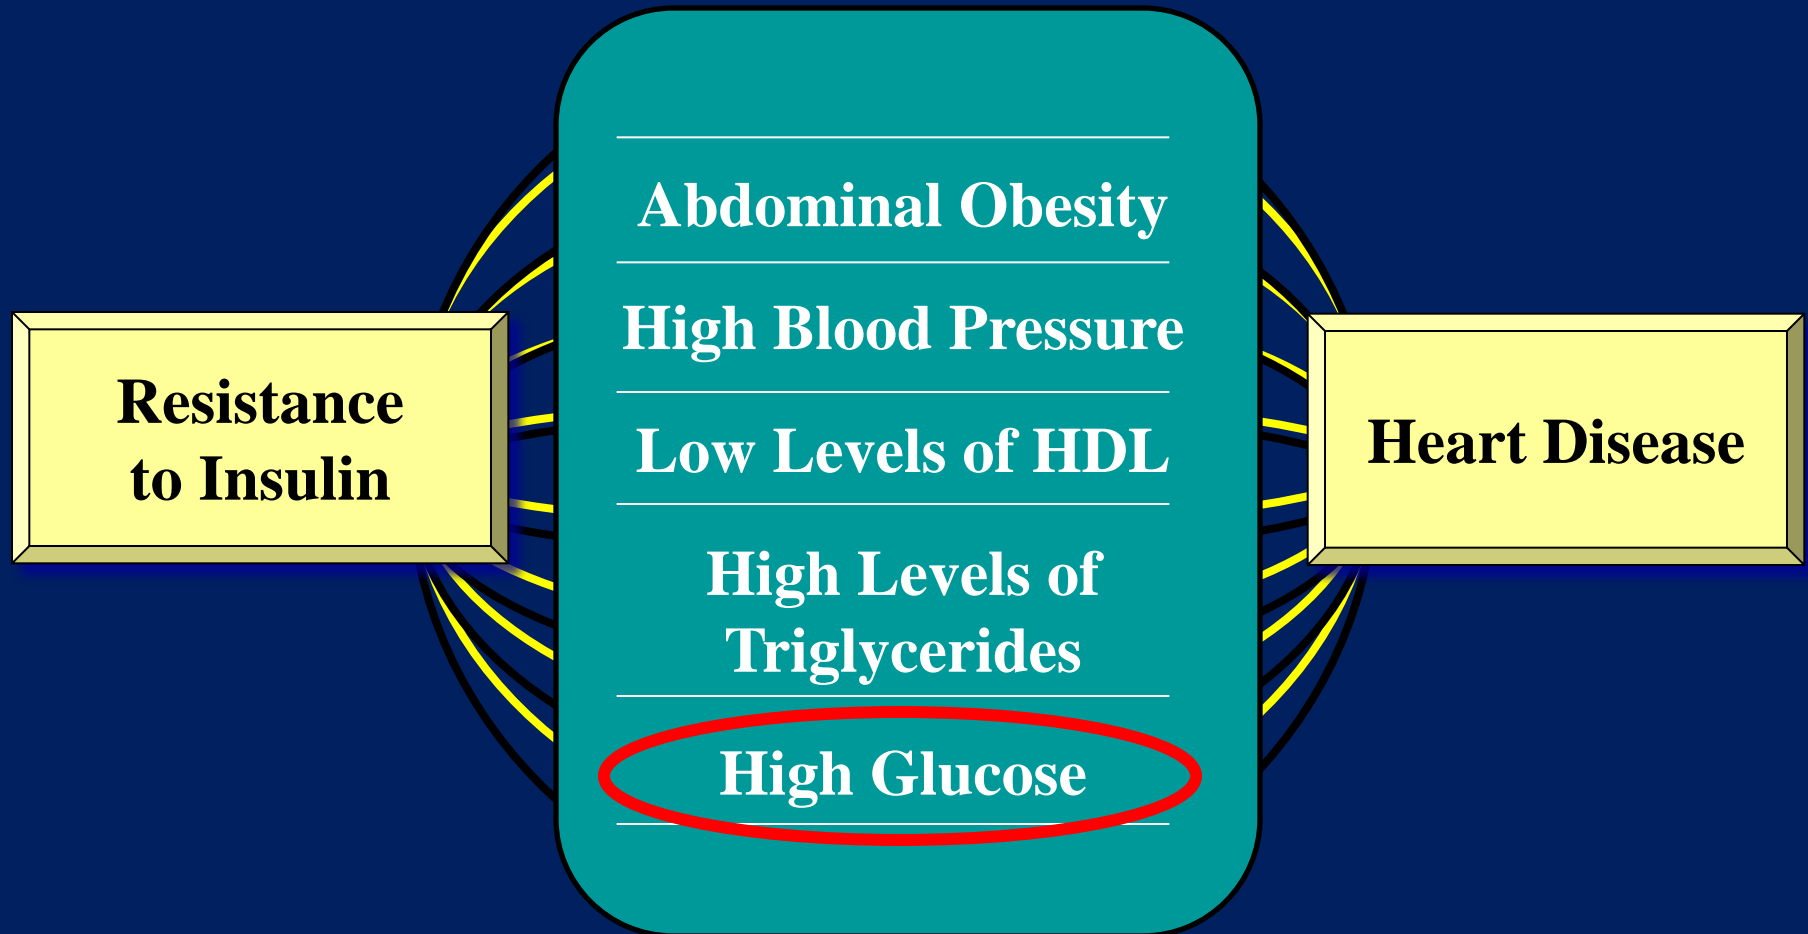 Resistance
to Insulin
Abdominal Obesity
High Blood Pressure
Low Levels of HDL
High Levels of
Triglycerides
High Glucose
Heart Disease